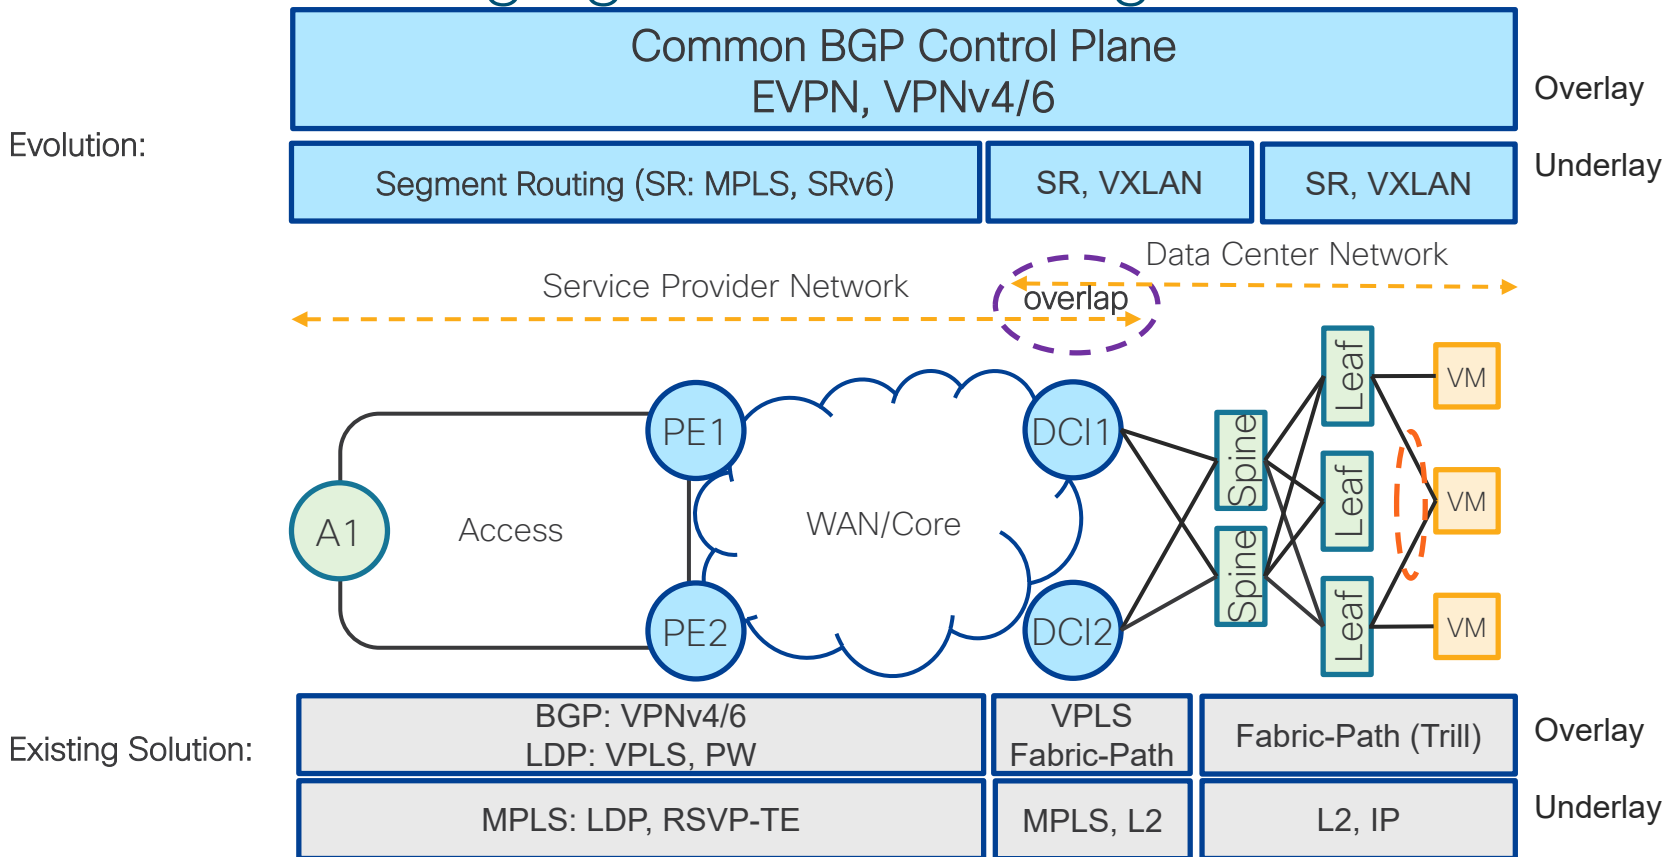 Common BGP Control Plane
EVPN, VPNv4/6
Overlay
Evolution:
Underlay
Segment Routing (SR: MPLS, SRv6)
SR, VXLAN
SR, VXLAN
Data Center Network
Service Provider Network
overlap
Leaf
VM
PE1
DCI1
Spine
Leaf
VM
A1
Access
WAN/Core
Spine
Leaf
VM
PE2
DCI2
Existing Solution:
BGP: VPNv4/6
LDP: VPLS, PW
VPLS
Fabric-Path
Fabric-Path (Trill)
Overlay
MPLS: LDP, RSVP-TE
MPLS, L2
L2, IP
Underlay